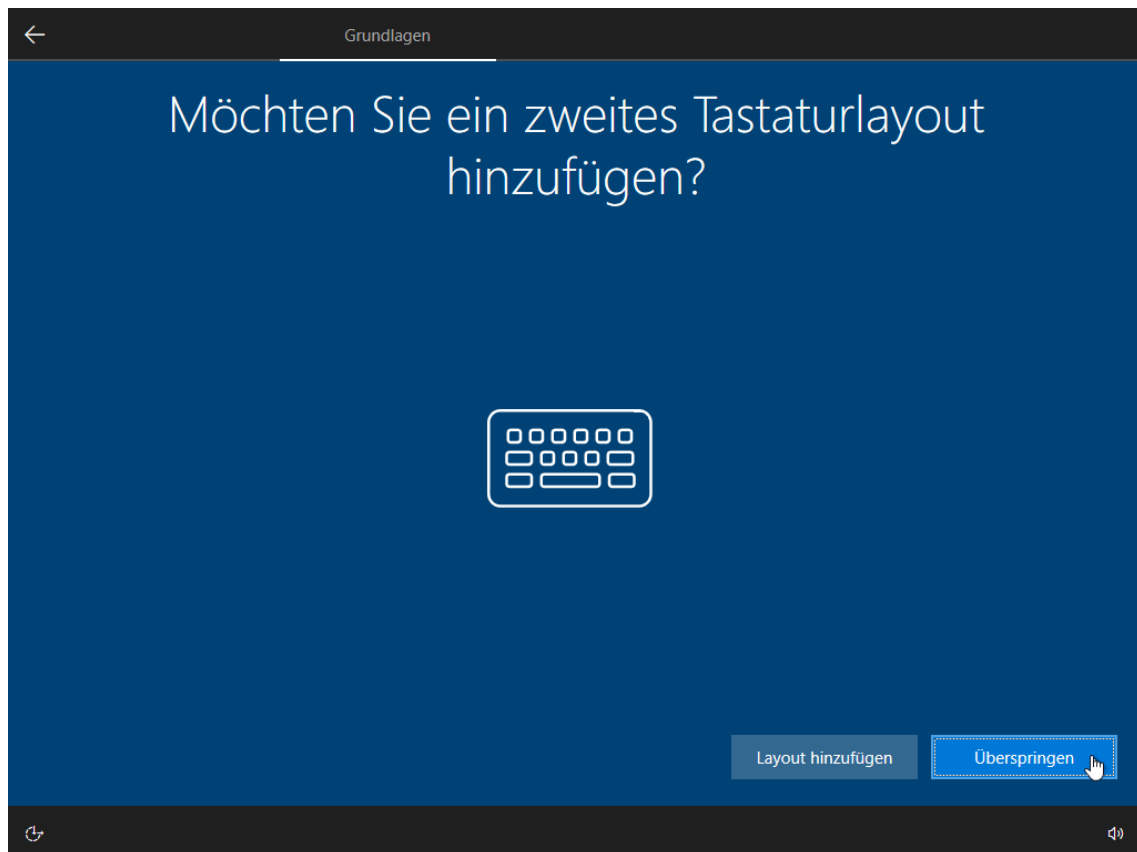 Grundlagen
Möchten Sie ein zweites Tastaturlayout
hinzufügen?
Layout hinzufügen
Überspringen